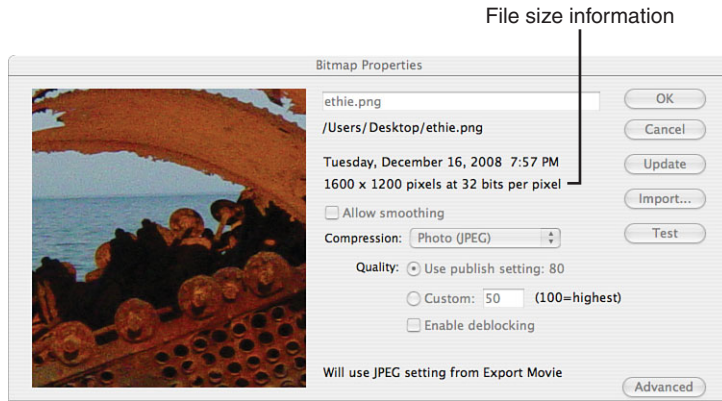 File size information
Bitmap Properties
ethie.png
OK
/Users/Desktop/ethie.png
Cancel
Tuesday, December 16, 2008 7:57 PM
Update
1600 x 1200 pixels at 32 bits per pixel
Import...
Allow smoothing
Compression: Photo (JPEG)
Test
Quality: Use publish setting: 80
Custom: 50 (100=highest)
Enable deblocking
Will use JPEG setting from Export Movie
Advanced